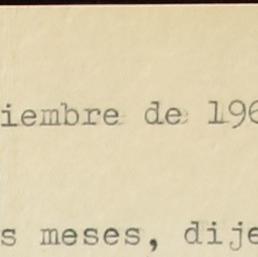 iembre de 196
s meses, dije